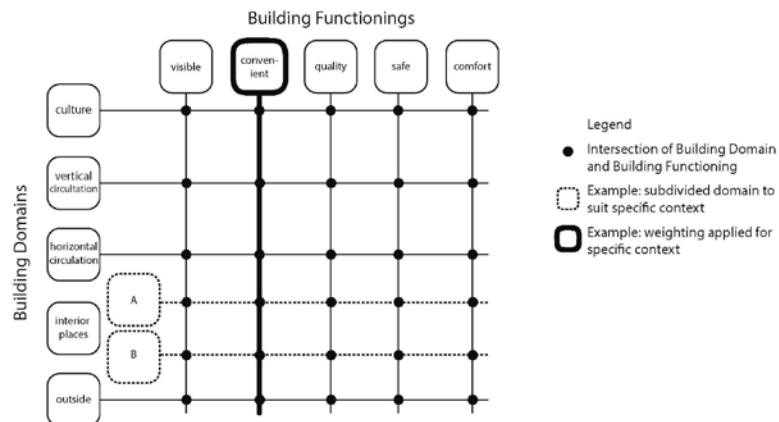 Building Functionings
visible
conven-
ient
quality
safe
comfort
Building Domains
culture
vertical
circultation
horizontal
circulation
A
interior
places
B
outside
Legend
Intersection of Building Domain
and Building Functioning
Example: subdivided domain to
suit specific context
Example: weighting applied for
specific context